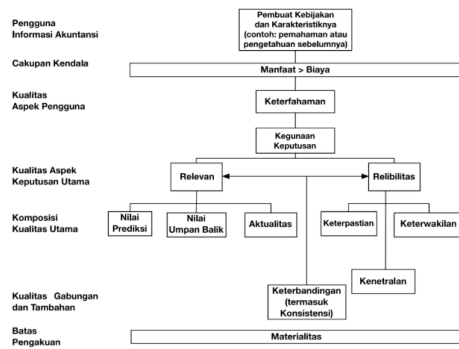 Pengguna
Informasi Akuntansi
Pembuat Kebijakan
dan Karakteristiknya
(contoh: pemahaman atau
pengetahuan sebelumnya)
Cakupan Kendala
Manfaat > Biaya
Kualitas
Aspek Pengguna
Keterfahaman
Kegunaan
Keputusan
Kualitas Aspek
Keputusan Utama
Relevan
Relibilitas
Komposisi
Kualitas Utama
Nilai
Prediksi
Nilai
Umpan Balik
Aktualitas
Keterpastian
Keterwakilan
Kenetralan
Kualitas Gabungan
dan Tambahan
Keterbandingan
(termasuk
Konsistensi)
Batas
Pengakuan
Materialitas